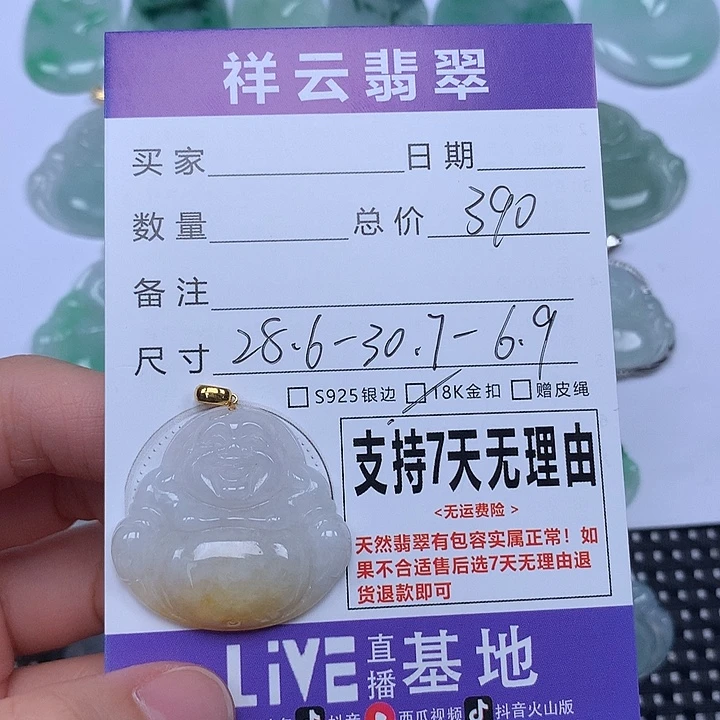 祥云翡翠
买家 日期
数量 总价 390
备注
尺寸 28.6-30.7-6.9
S925银边 18K金扣 赠皮绳
支持7天无理由
<无运费险>
天然翡翠有包容实属正常！如
果不合适售后选7天无理由退
货退款即可
LiVE 直播 基地
抖音 西瓜视频 抖音火山版